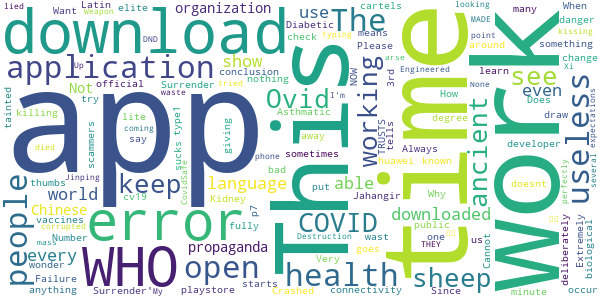 lied Want Latin elite organization
Weapon DND
download The
use Diabetic check
cartels means Please
many point around
looking MADE kissing
When danger something
Xi
application show conclusion nothing
Not Up official Surrender
try waste tried
tainted killing
app
This
time
work
Ovid
Asthmatic
working NOW I'm typing
3rd tells
Engineered How degree
None learn
see even
Does draw
developer
useless
several expectations
lite coming say
scammers
died
sucks type1
giving away
sometimes
TRUSTS
Always
huawei known
ancient
doesnt
perfectly
people
thumbs Jinping
world
keep
cv19
CovidSafe
phone
language
Kidney
bad
put able
Jahangir
Why
Chinese
vaccines
corrupted
error
COVID
downloaded
public
Number
every
wonder mass
Failure
anything
WHO
propaganda
p7
fully
open
Destruction
Very
wast
goes
health
one THEY us
sheep
Cannot
Extremely
deliberately
biological
Surrender'My
playstore
starts
Crashed
connectivity
Since
minute
occur